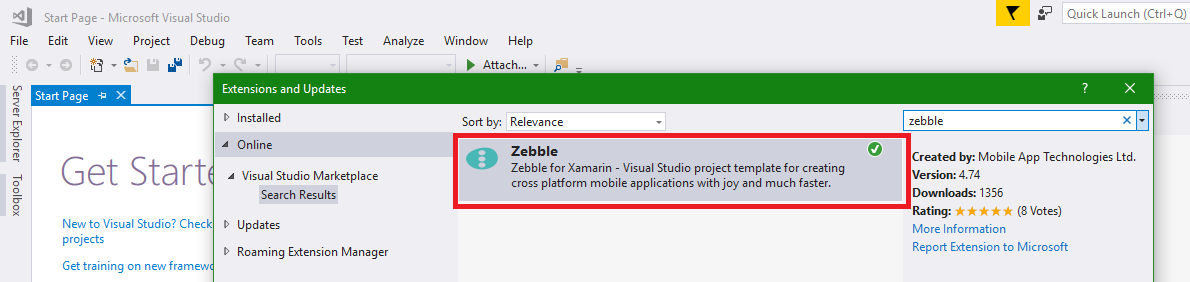 Start Page - Microsoft Visual Studio
Quick Launch (Ctrl+Q)
File Edit View Project Debug Team Tools Test Analyze Window Help
Attach...
Server Explorer
Toolbox
Start Page
Get Starte
New to Visual Studio? Check
projects
Get training on new framew
Extensions and Updates
?
Installed
Online
Visual Studio Marketplace
Search Results
Updates
Roaming Extension Manager
Sort by: Relevance
Zebble
Zebble for Xamarin - Visual Studio project template for creating
cross platform mobile applications with joy and much faster.
zebble
Created by: Mobile App Technologies Ltd.
Version: 4.74
Downloads: 1356
Rating: (8 Votes)
More Information
Report Extension to Microsoft